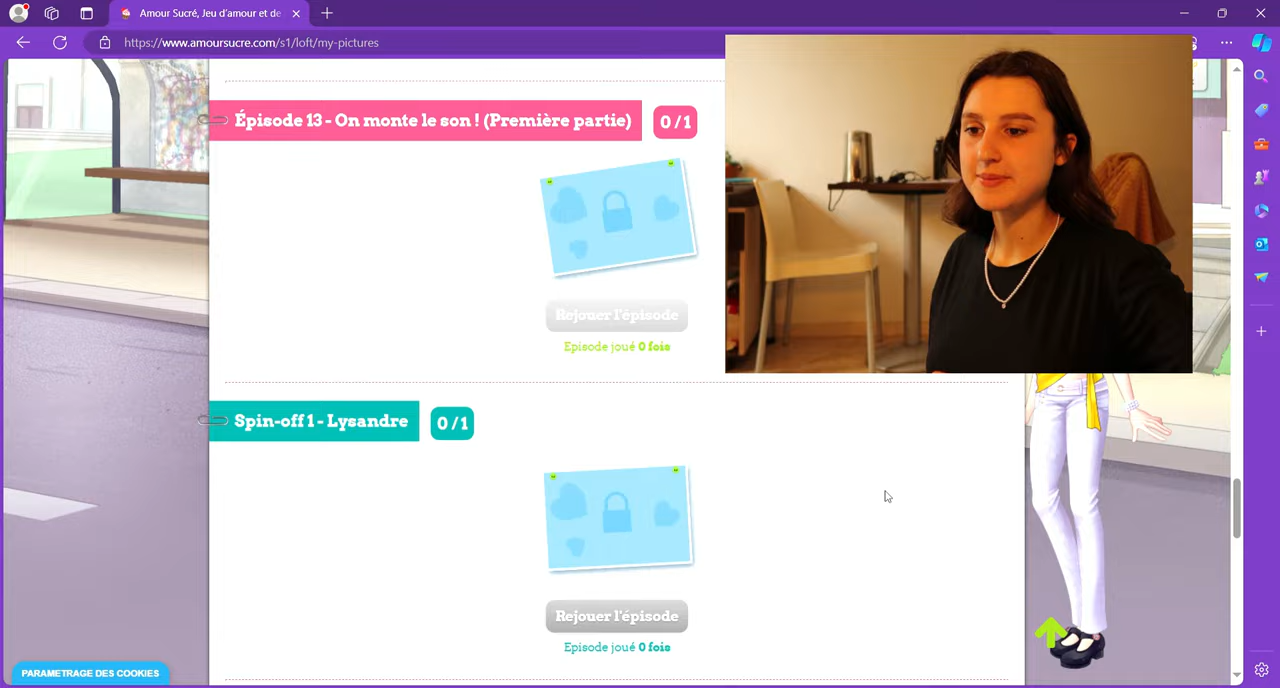 Amour Sucré, Jeu d'amour et de
https://www.amoursucre.com/s1/loft/my-pictures
Épisode 13 - On monte le son ! (Première partie)
0 / 1
Rejouer l'épisode
Episode joué 0 fois
Spin-off 1 - Lysandre
0 / 1
Rejouer l'épisode
Episode joué 0 fois
PARAMETRAGE DES COOKIES